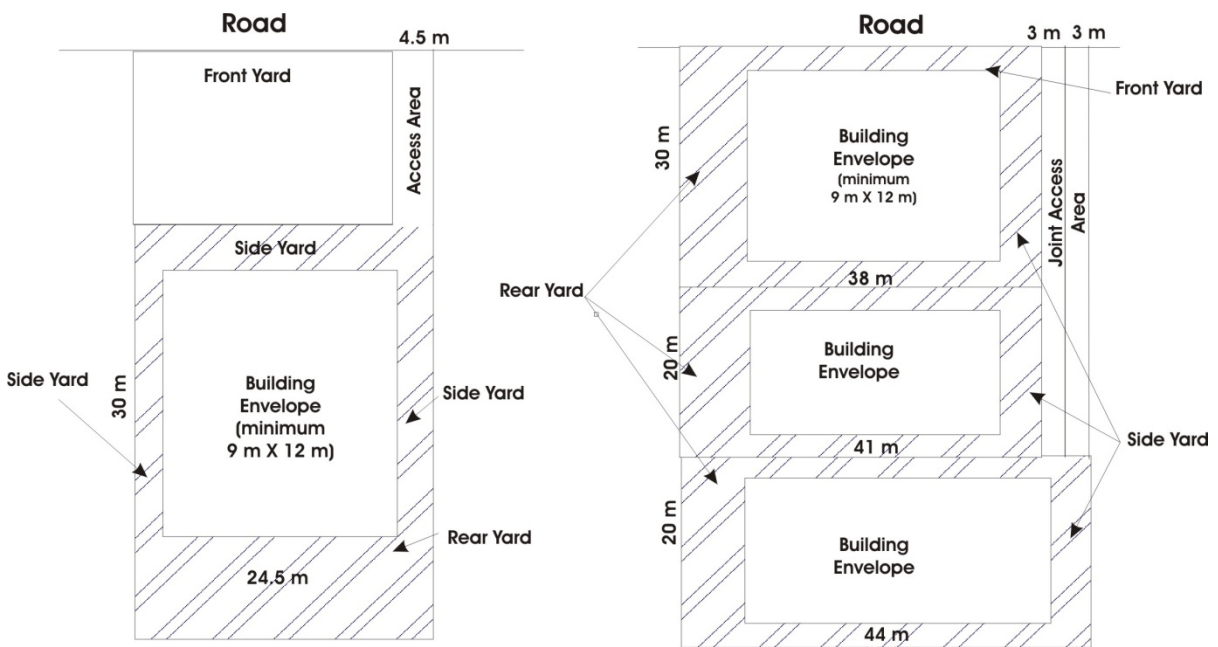 Road
4.5 m
Front Yard
Access Area
Side Yard
Side Yard
30 m
Building
Envelope
(minimum
9 m X 12 m)
Side Yard
Rear Yard
24.5 m
Road
3 m 3 m
Front Yard
30 m
Building
Envelope
(minimum
9 m X 12 m)
Joint Access
Area
38 m
Rear Yard
20 m
Building
Envelope
41 m
Side Yard
20 m
Building
Envelope
44 m